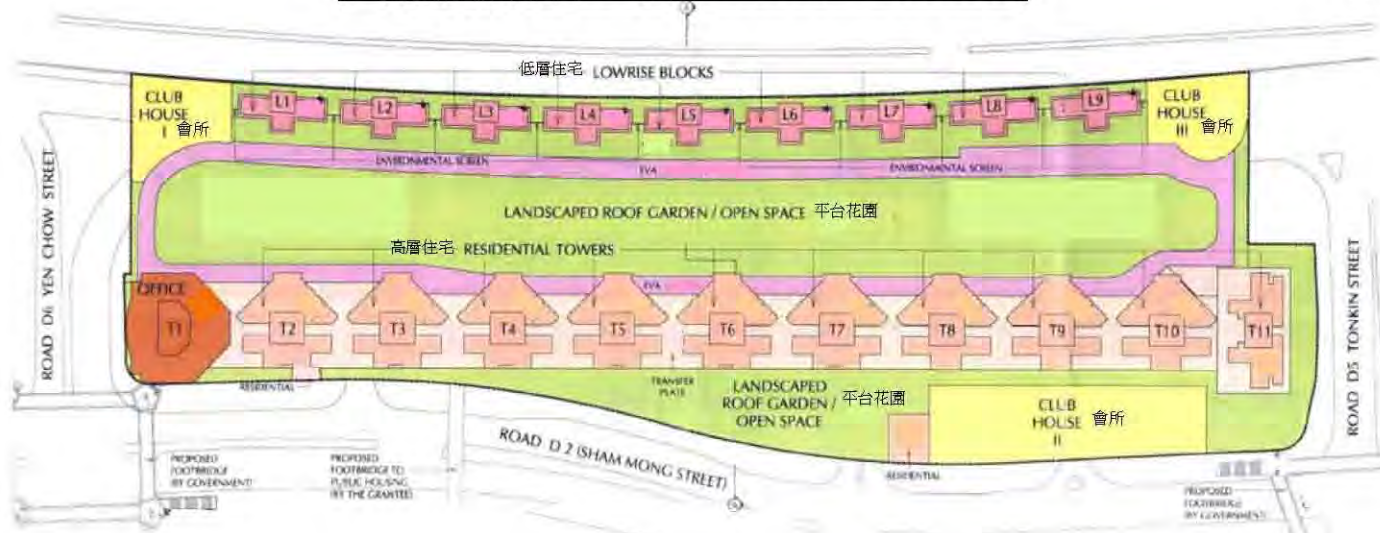 低層住宅 LOWRISE BLOCKS
CLUB
HOUSE
I 會所
L1
L2
L3
L4
L5
L6
L7
L8
L9
CLUB
HOUSE
III 會所
ENVIRONMENTAL SCREEN
EVA
ENVIRONMENTAL SCREEN
LANDSCAPED ROOF GARDEN / OPEN SPACE 平台花園
高層住宅 RESIDENTIAL TOWERS
ROAD D6 YEN CHOW STREET
ROAD D5 TONKIN STREET
OFFICE
EVA
T1
T2
T3
T4
T5
T6
T7
T8
T9
T10
T11
RESIDENTIAL
TRANSFER
PLATE
LANDSCAPED
ROOF GARDEN / 平台花園
OPEN SPACE
CLUB
HOUSE 會所
II
ROAD D 2 (SHAM MONG STREET)
RESIDENTIAL
PROPOSED
FOOTBRIDGE
(BY GOVERNMENT)
PROPOSED
FOOTBRIDGE TO
PUBLIC HOUSING
(BY THE GRANTEE)
PROPOSED
FOOTBRIDGE
(BY GOVERNMENT)